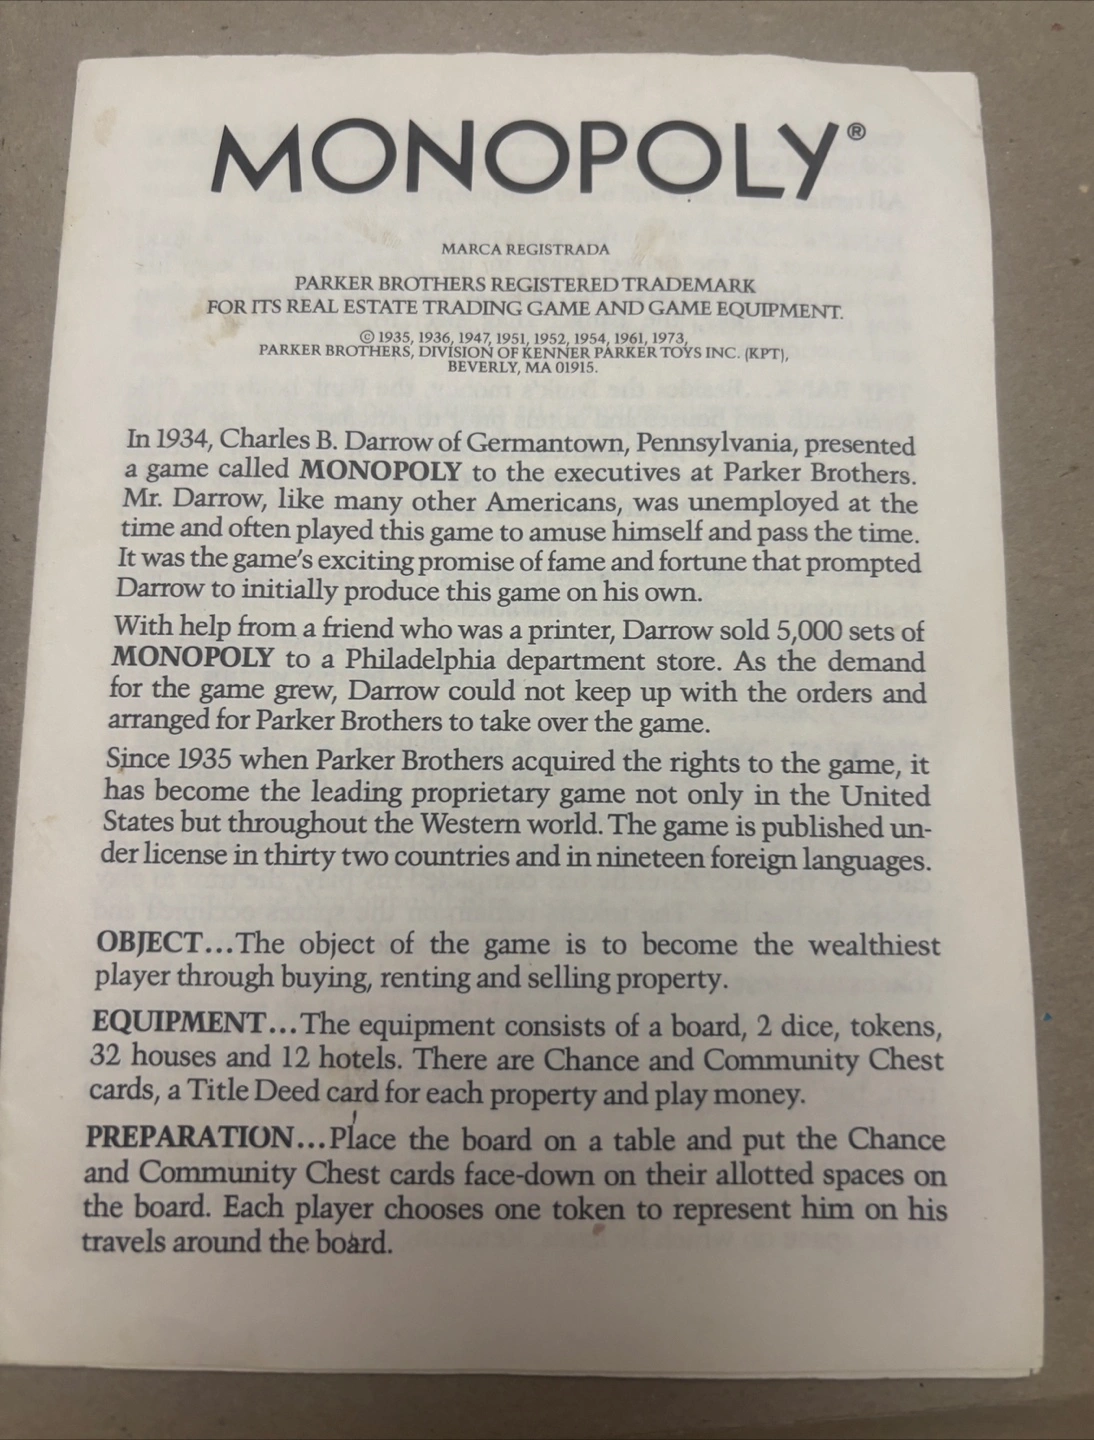 MONOPOLY®
MARCA REGISTRADA
PARKER BROTHERS REGISTERED TRADEMARK
FOR ITS REAL ESTATE TRADING GAME AND GAME EQUIPMENT.
© 1935, 1936, 1947, 1951, 1952, 1954, 1961, 1973,
PARKER BROTHERS, DIVISION OF KENNER PARKER TOYS INC. (KPT),
BEVERLY, MA 01915.
In 1934, Charles B. Darrow of Germantown, Pennsylvania, presented
a game called MONOPOLY to the executives at Parker Brothers.
Mr. Darrow, like many other Americans, was unemployed at the
time and often played this game to amuse himself and pass the time.
It was the game's exciting promise of fame and fortune that prompted
Darrow to initially produce this game on his own.
With help from a friend who was a printer, Darrow sold 5,000 sets of
MONOPOLY to a Philadelphia department store. As the demand
for the game grew, Darrow could not keep up with the orders and
arranged for Parker Brothers to take over the game.
Since 1935 when Parker Brothers acquired the rights to the game, it
has become the leading proprietary game not only in the United
States but throughout the Western world. The game is published un-
der license in thirty two countries and in nineteen foreign languages.
OBJECT...The object of the game is to become the wealthiest
player through buying, renting and selling property.
EQUIPMENT...The equipment consists of a board, 2 dice, tokens,
32 houses and 12 hotels. There are Chance and Community Chest
cards, a Title Deed card for each property and play money.
PREPARATION...Place the board on a table and put the Chance
and Community Chest cards face-down on their allotted spaces on
the board. Each player chooses one token to represent him on his
travels around the board.